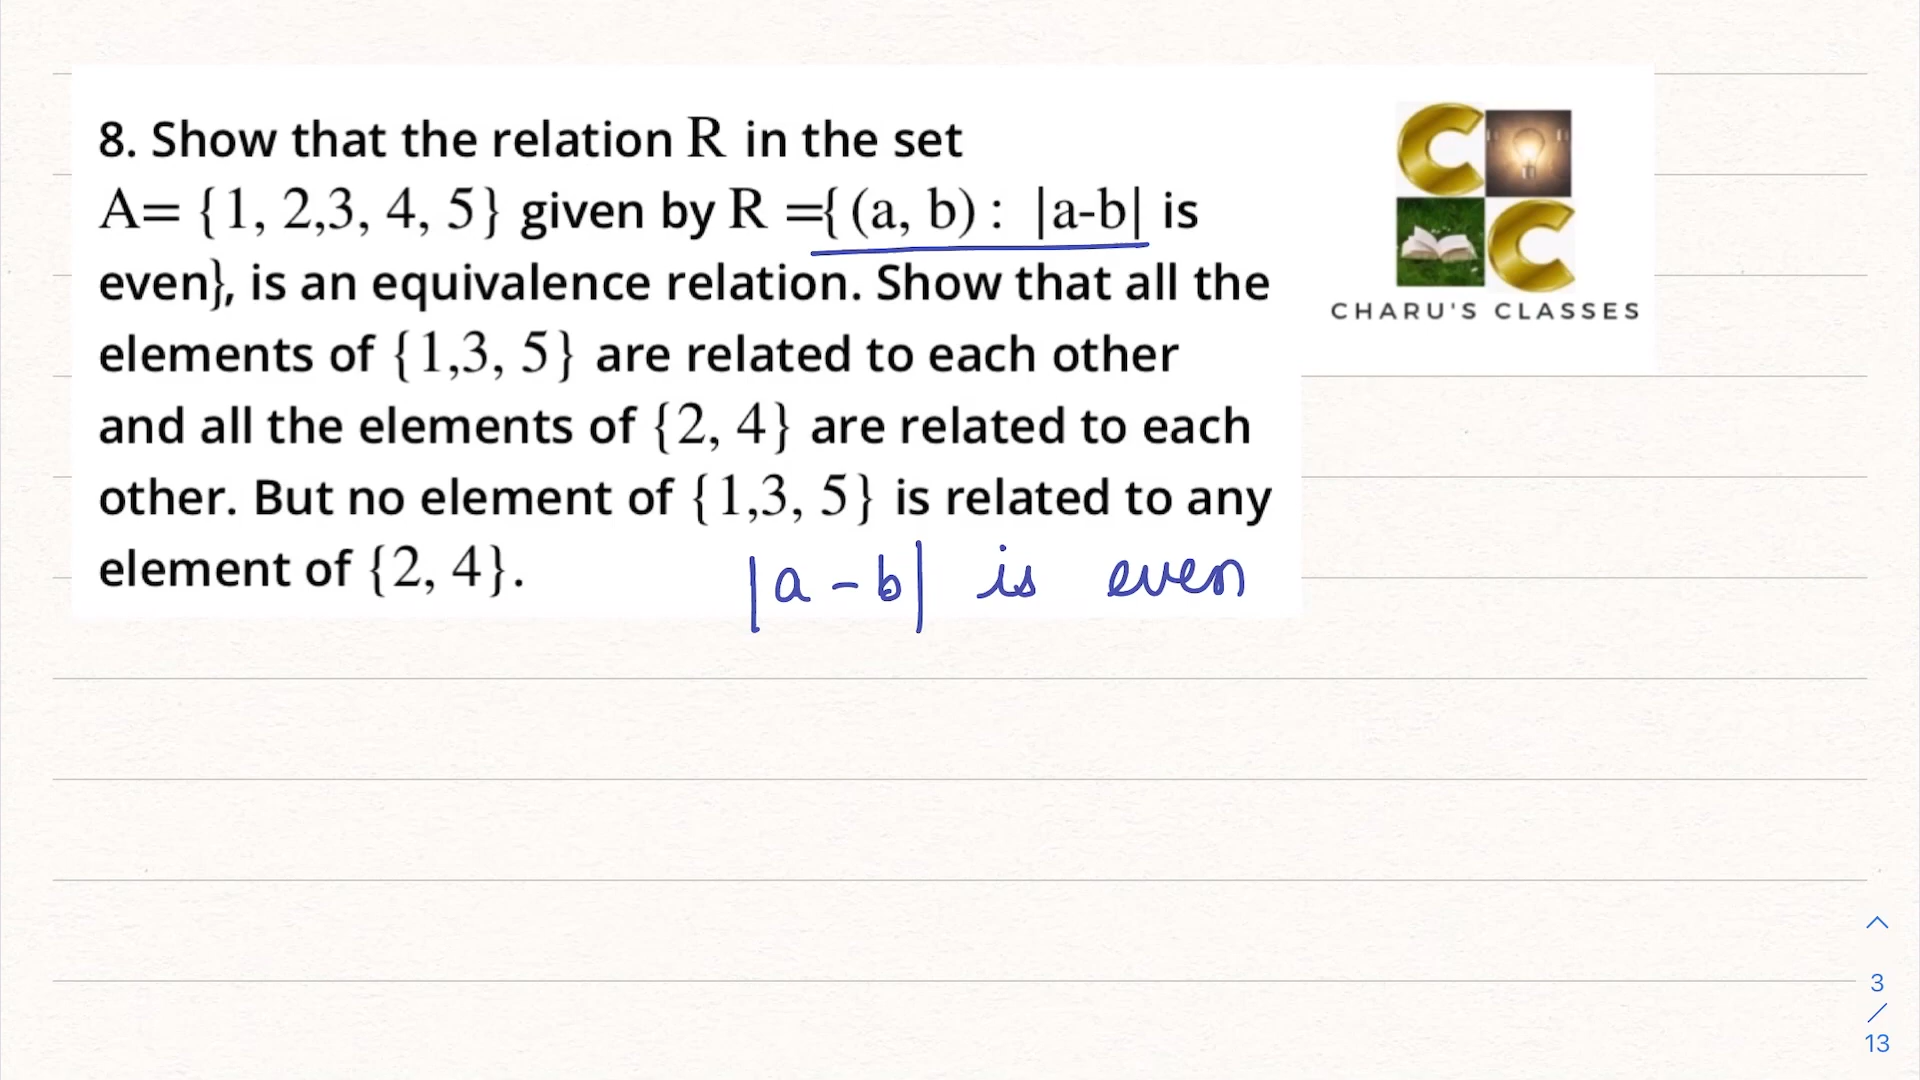 8. Show that the relation R in the set
A= {1, 2,3, 4, 5} given by R ={ (a, b) : |a-b| is
even}, is an equivalence relation. Show that all the
elements of {1,3, 5} are related to each other
and all the elements of {2, 4} are related to each
other. But no element of {1,3, 5} is related to any
element of {2, 4}.
|a - b| is even
CC
CHARU'S CLASSES
3
/
13